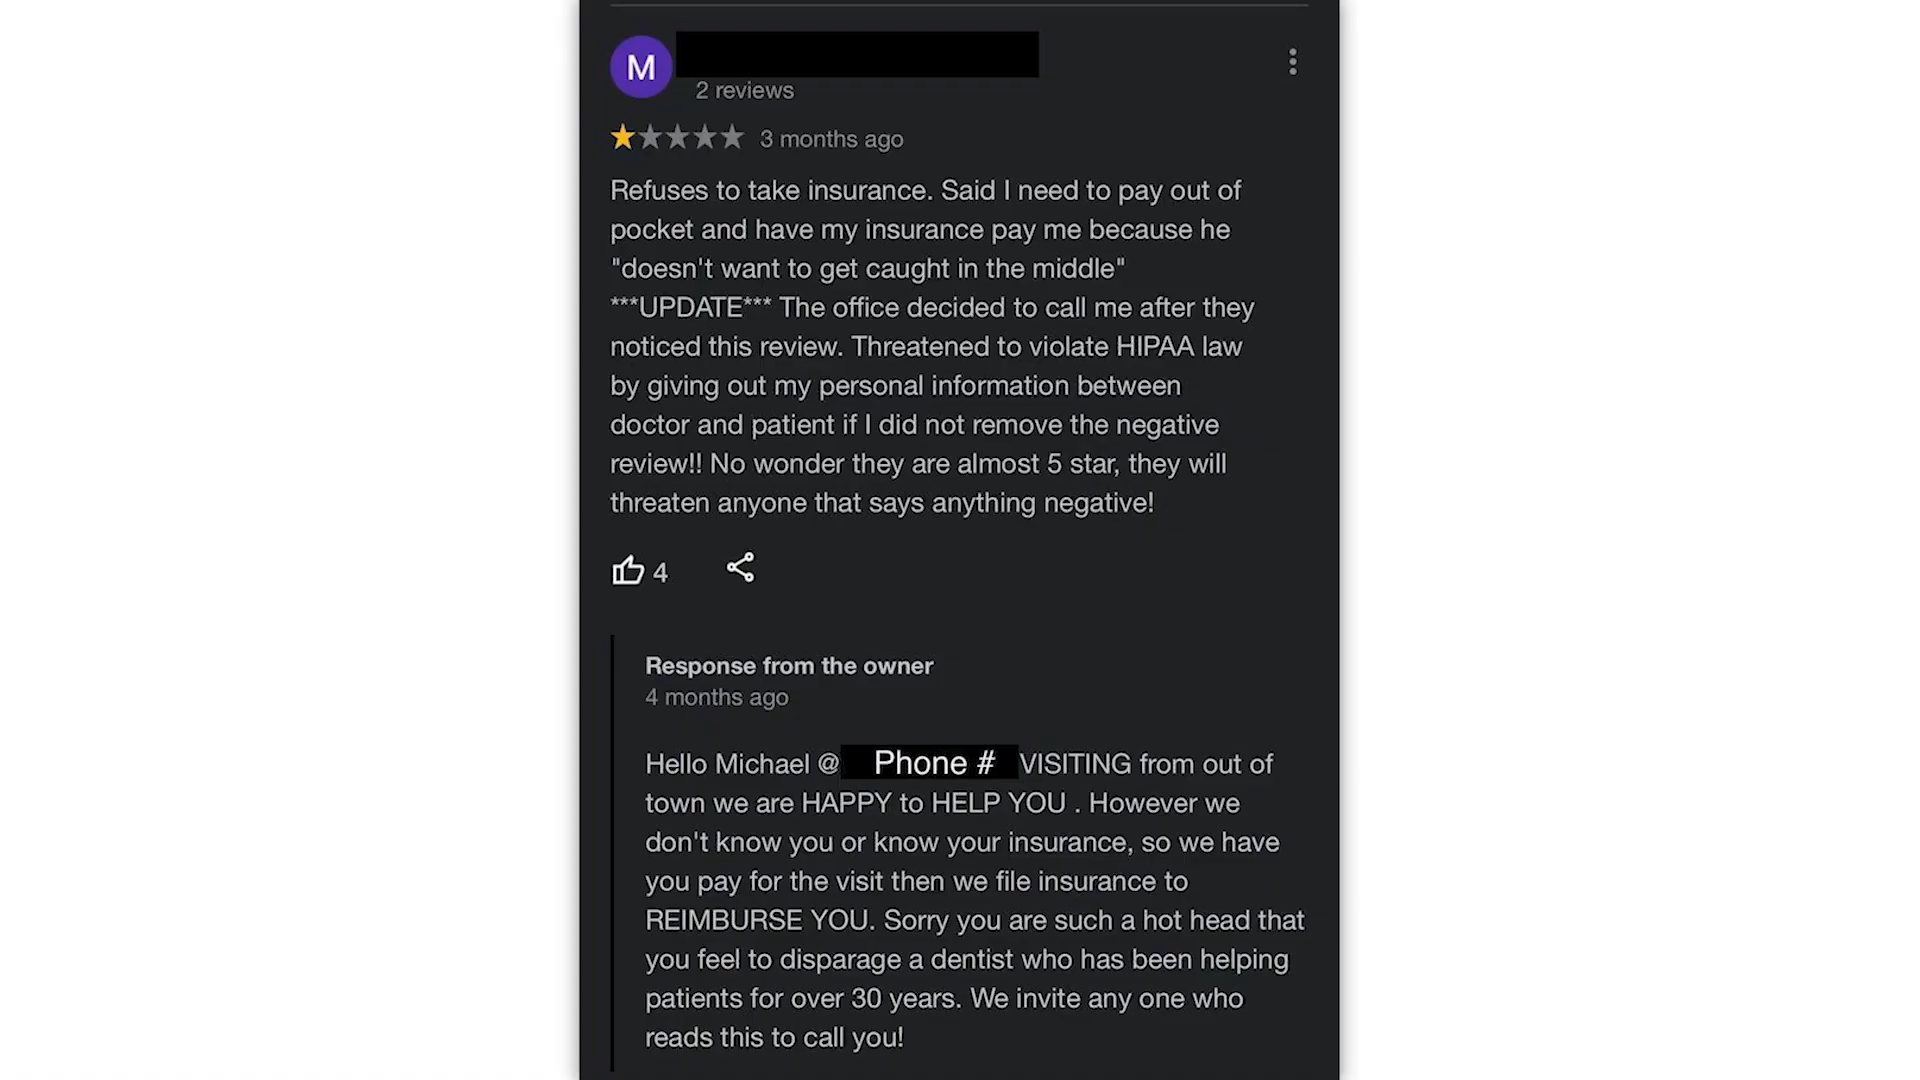 M
2 reviews
3 months ago
Refuses to take insurance. Said I need to pay out of
pocket and have my insurance pay me because he
"doesn't want to get caught in the middle"
***UPDATE*** The office decided to call me after they
noticed this review. Threatened to violate HIPAA law
by giving out my personal information between
doctor and patient if I did not remove the negative
review!! No wonder they are almost 5 star, they will
threaten anyone that says anything negative!
4
Response from the owner
4 months ago
Hello Michael @ Phone # VISITING from out of
town we are HAPPY to HELP YOU . However we
don't know you or know your insurance, so we have
you pay for the visit then we file insurance to
REIMBURSE YOU. Sorry you are such a hot head that
you feel to disparage a dentist who has been helping
patients for over 30 years. We invite any one who
reads this to call you!